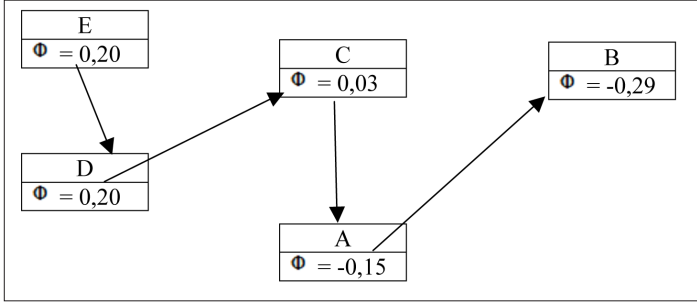 E
Φ = 0,20
C
Φ = 0,03
B
Φ = -0,29
D
Φ = 0,20
A
Φ = -0,15